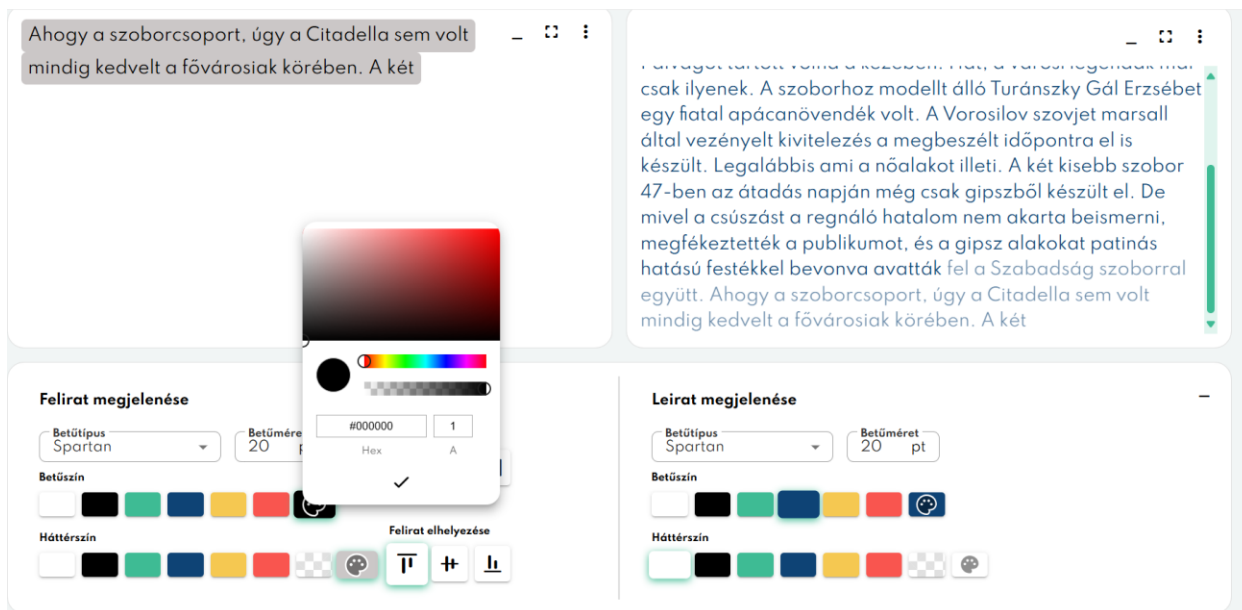 Ahogy a szoborcsoport, úgy a Citadella sem volt
mindig kedvelt a fővárosiak körében. A két
csak ilyenek. A szoborhoz modellt álló Turánszky Gál Erzsébet
egy fiatal apácanövendék volt. A Vorosilov szovjet marsall
által vezényelt kivitelezés a megbeszélt időpontra el is
készült. Legalábbis ami a nőalakot illeti. A két kisebb szobor
47-ben az átadás napján még csak gipszből készült el. De
mivel a csúszást a regnáló hatalom nem akarta beismerni,
megfékeztették a publikumot, és a gipsz alakokat patinás
hatású festékkel bevonva avatták fel a Szabadság szoborral
együtt. Ahogy a szoborcsoport, úgy a Citadella sem volt
mindig kedvelt a fővárosiak körében. A két
#000000 1
Hex A
Felirat megjelenése
Betűtípus
Spartan
Betűmére
20
Betűszín
Háttérszín
Felirat elhelyezése
Leirat megjelenése
Betűtípus
Spartan
Betűméret
20 pt
Betűszín
Háttérszín